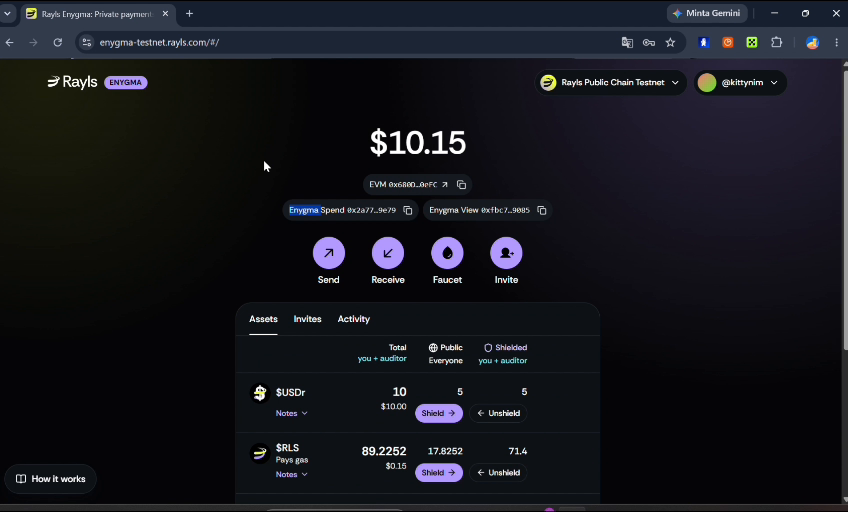 Rayls Enygma: Private payment
Minta Gemini
enygma-testnet.rayls.com/#/
Rayls ENYGMA
Rayls Public Chain Testnet
@kittynim
$10.15
EVM 0x680D…0eFC
Enygma Spend 0x2a77…9e79
Enygma View 0xfbc7…9085
Send Receive Faucet Invite
Assets Invites Activity
Total Public Shielded
you + auditor Everyone you + auditor
$USDr 10 5 5
Notes $10.00 Shield → ← Unshield
$RLS 89.2252 17.8252 71.4
Pays gas
Notes $0.15 Shield → ← Unshield
How it works